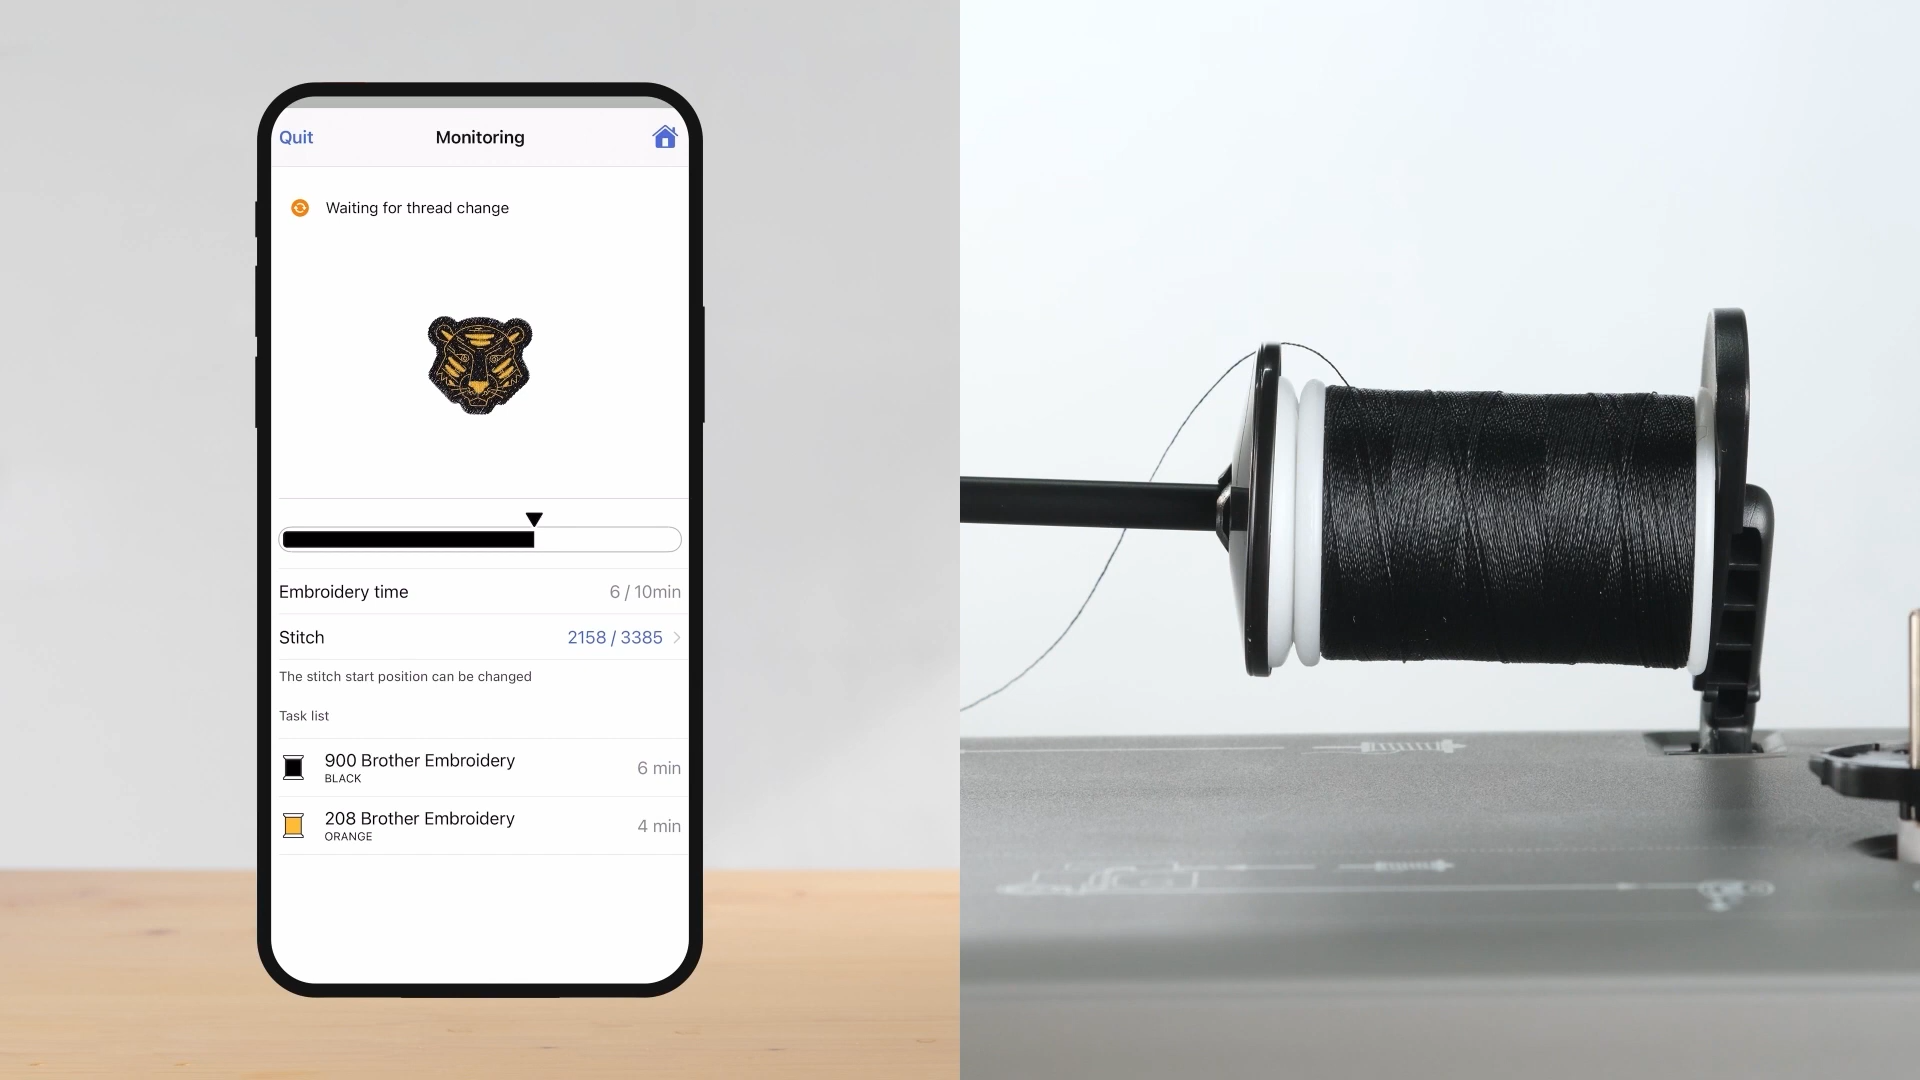 Quit
Monitoring
Waiting for thread change
Embroidery time
6 / 10min
Stitch
2158 / 3385
The stitch start position can be changed
Task list
900 Brother Embroidery
BLACK
6 min
208 Brother Embroidery
ORANGE
4 min